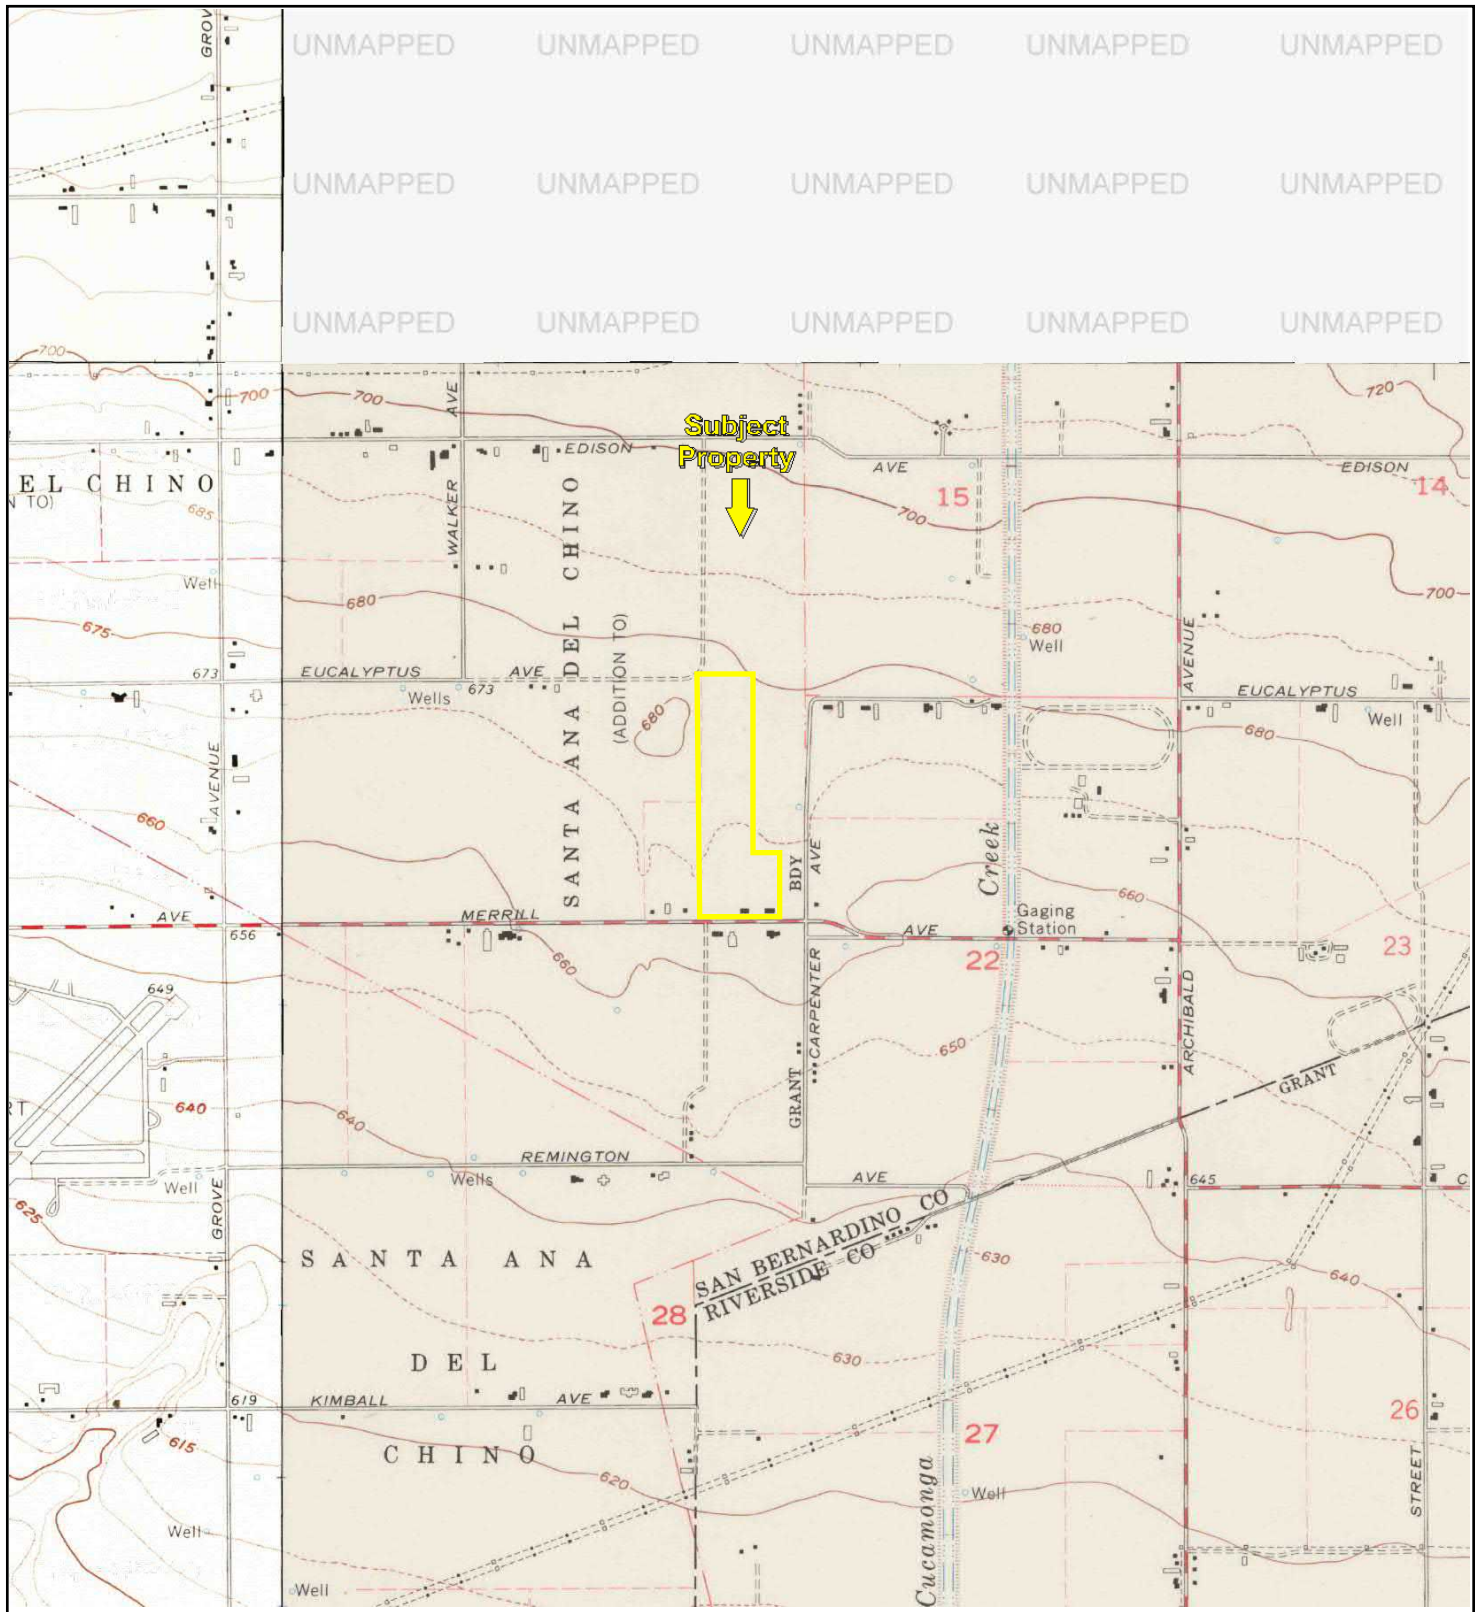 GROV
UNMAPPED UNMAPPED UNMAPPED UNMAPPED UNMAPPED
UNMAPPED UNMAPPED UNMAPPED UNMAPPED UNMAPPED
UNMAPPED UNMAPPED UNMAPPED UNMAPPED UNMAPPED
700
700
700
720
AVE
Subject
Property
EDISON
AVE
EDISON
EL CHINO
N TO)
685
WALKER
15
14
700
Well
680
675
700
680
Well
SANTA ANA DEL CHINO
(ADDITION TO)
AVENUE
673
EUCALYPTUS
AVE
673
Wells
EUCALYPTUS
Well
680
680
AVENUE
660
Creek
BDY
AVE
660
AVE
MERRILL
656
Gaging
Station
AVE
22
23
660
649
CARPENTER
ARCHIBALD
650
GRANT
GRANT
RT
640
640
REMINGTON
Well
Wells
AVE
645
C
625
GROVE
SANTA ANA
SAN BERNARDINO CO
RIVERSIDE CO
630
640
28
630
DEL
619
KIMBALL
AVE
26
615
CHINO
27
620
STREET
Cucamonga
Well
Well
Well